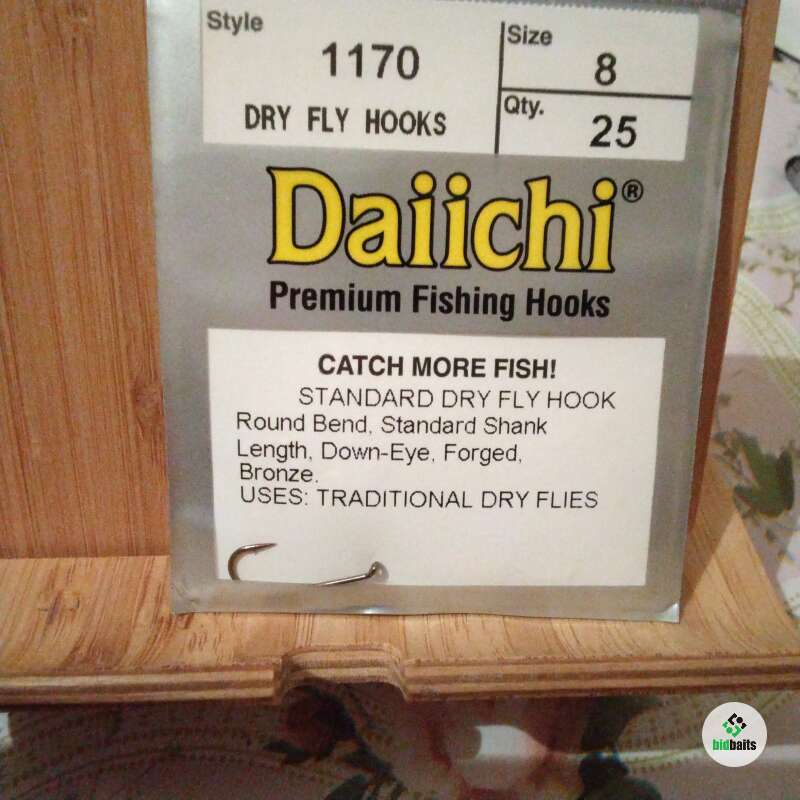 Style
1170
DRY FLY HOOKS
Size
8
Qty.
25
Daiichi®
Premium Fishing Hooks
CATCH MORE FISH!
STANDARD DRY FLY HOOK
Round Bend, Standard Shank
Length, Down-Eye, Forged,
Bronze.
USES: TRADITIONAL DRY FLIES
bidbaits